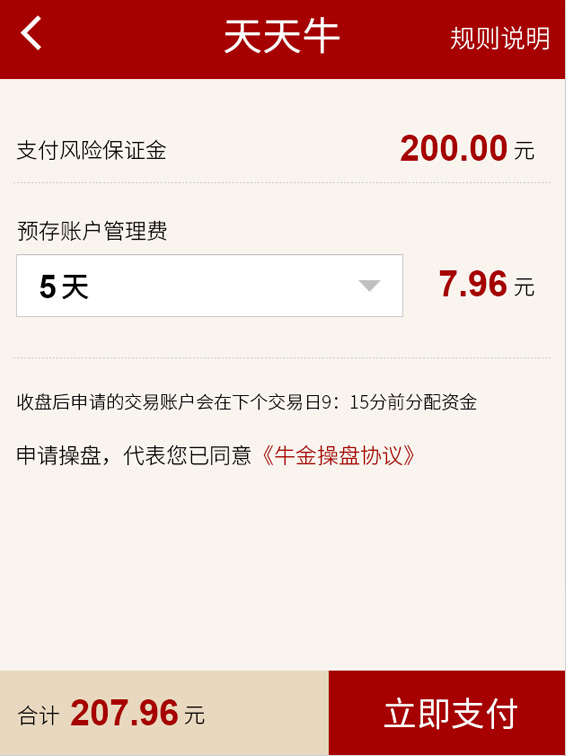 天天牛
规则说明
支付风险保证金 200.00 元
预存账户管理费
5 天 7.96 元
收盘后申请的交易账户会在下个交易日9：15分前分配资金
申请操盘，代表您已同意《牛金操盘协议》
合计 207.96 元
立即支付